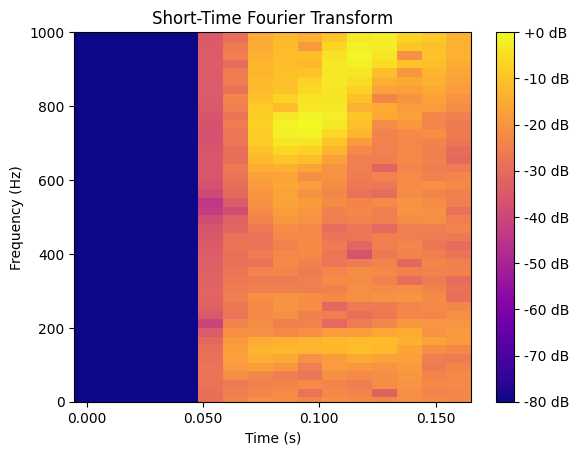 Short-Time Fourier Transform
1000
800
600
400
200
0
Frequency (Hz)
0.000
0.050
0.100
0.150
Time (s)
+0 dB
-10 dB
-20 dB
-30 dB
-40 dB
-50 dB
-60 dB
-70 dB
-80 dB